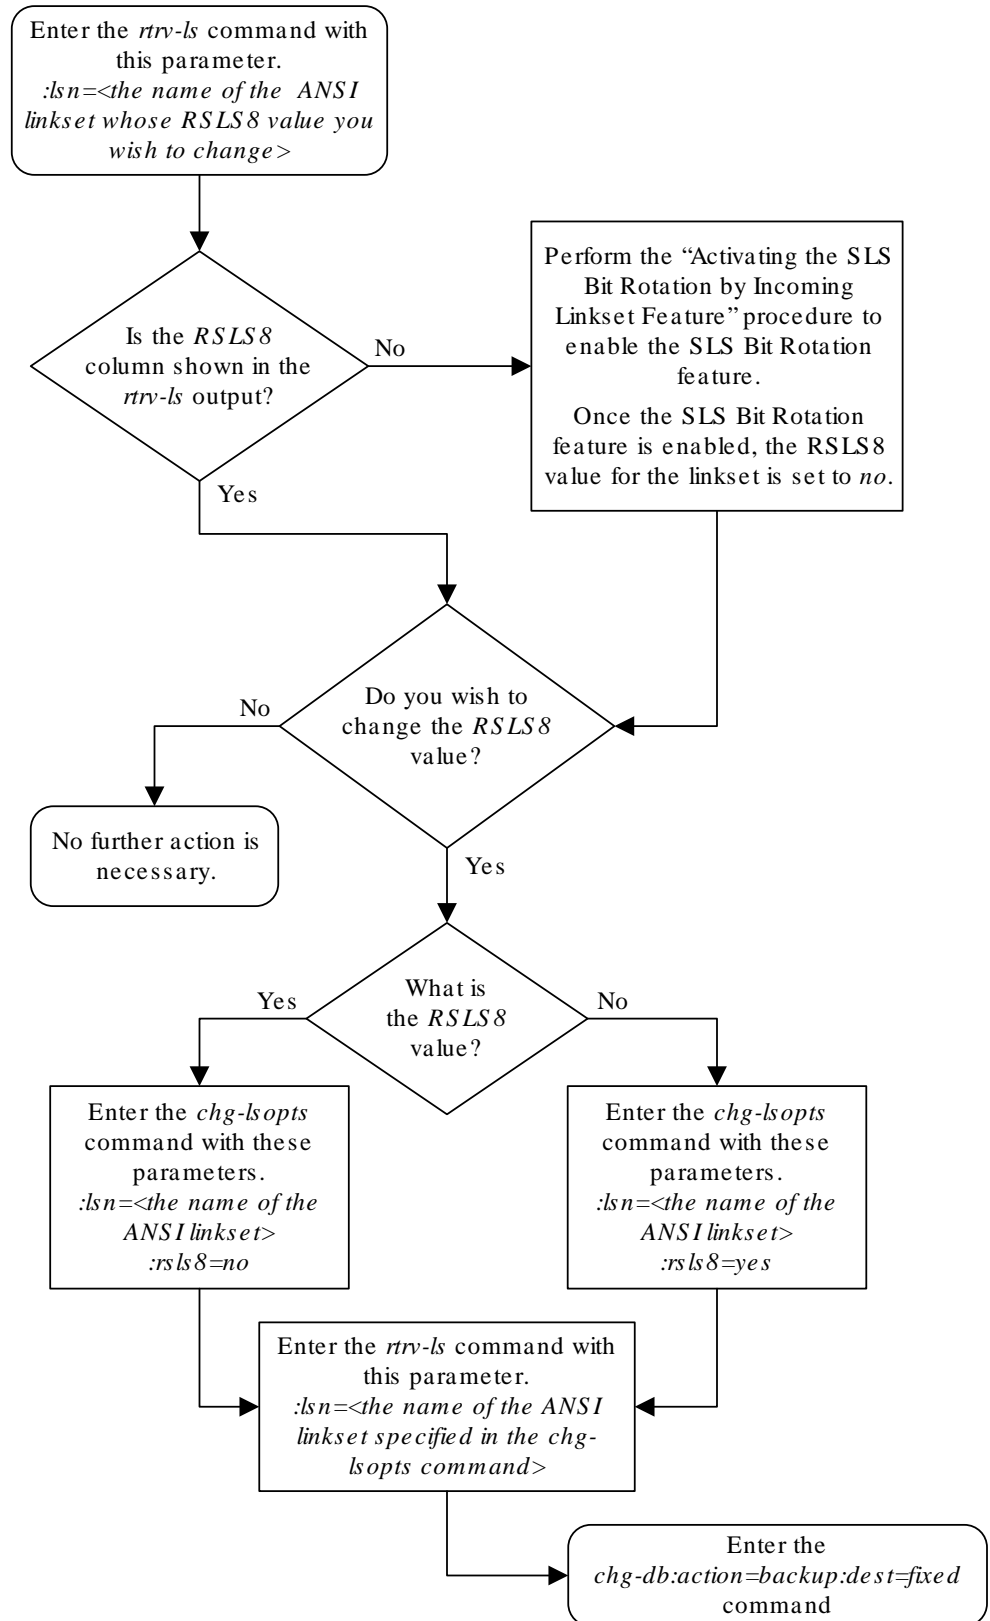 Enter the rtrv-ls command with
this parameter.
:lsn=<the name of the ANSI
linkset whose RSLS8 value you
wish to change>
Is the RSLS8
column shown in the
rtrv-ls output?
No
Yes
Perform the “Activating the SLS
Bit Rotation by Incoming
Linkset Feature” procedure to
enable the SLS Bit Rotation
feature.
Once the SLS Bit Rotation
feature is enabled, the RSLS8
value for the linkset is set to no.
Do you wish to
change the RSLS8
value?
No
No further action is
necessary.
Yes
What is
the RSLS8
value?
Yes
No
Enter the chg-lsopts
command with these
parameters.
:lsn=<the name of the
ANSI linkset>
:rsls8=no
Enter the chg-lsopts
command with these
parameters.
:lsn=<the name of the
ANSI linkset>
:rsls8=yes
Enter the rtrv-ls command with
this parameter.
:lsn=<the name of the ANSI
linkset specified in the chg-
lsopts command>
Enter the
chg-db:action=backup:dest=fixed
command